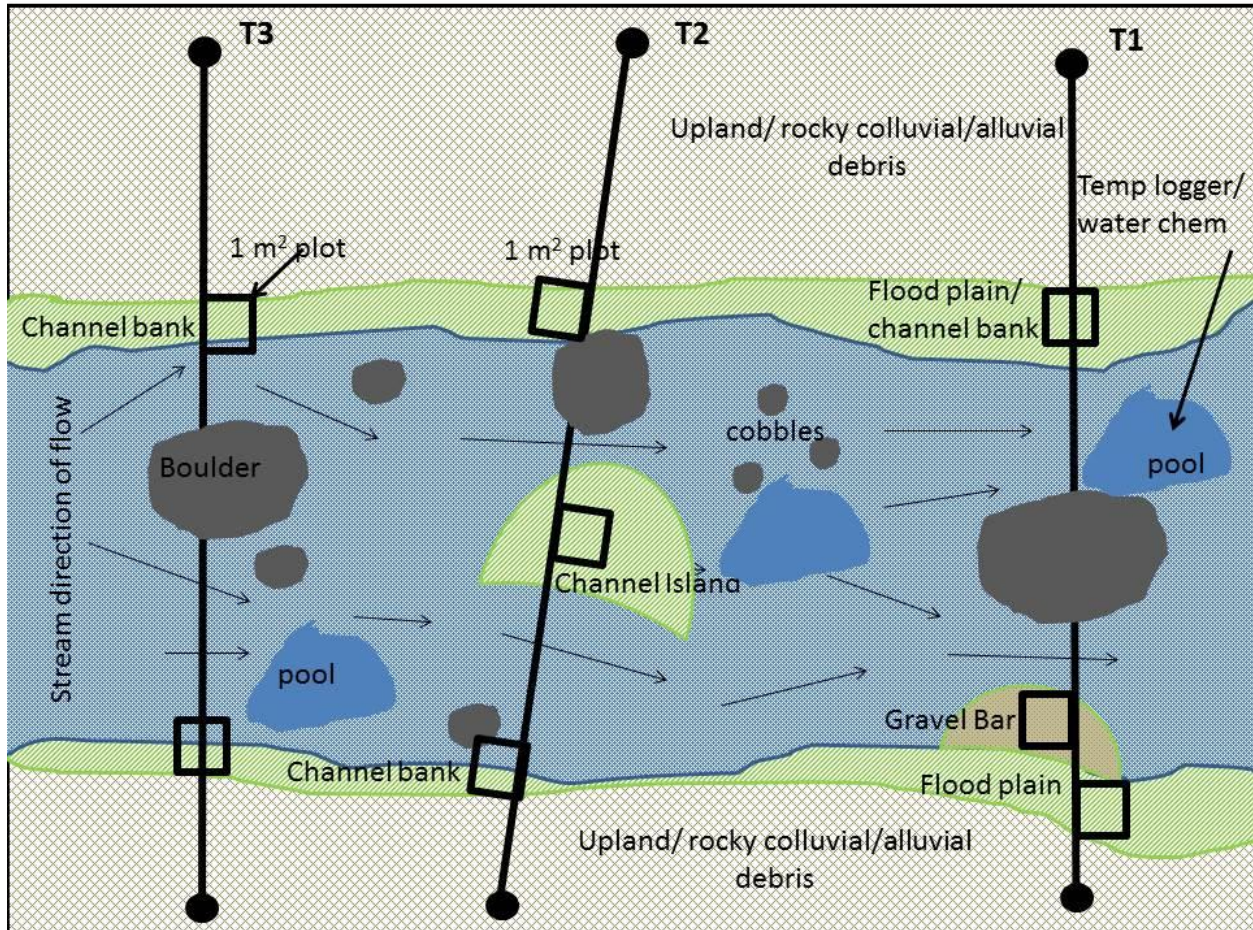 T3
T2
T1
Upland/ rocky colluvial/alluvial
debris
Temp logger/
water chem
1 m² plot
1 m² plot
Channel bank
Flood plain/
channel bank
Stream direction of flow
Boulder
cobbles
pool
Channel Island
pool
Gravel Bar
Channel bank
Flood plain
Upland/ rocky colluvial/alluvial
debris